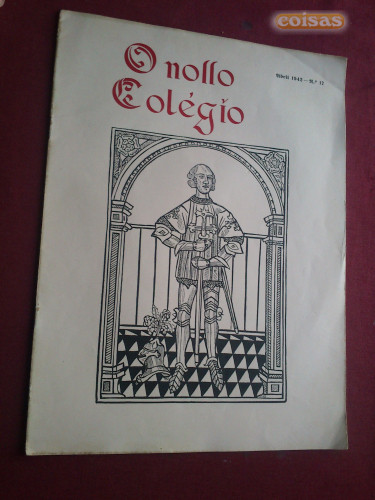 coisas
O nosso
Colégio
Abril 1943 — N.º 11